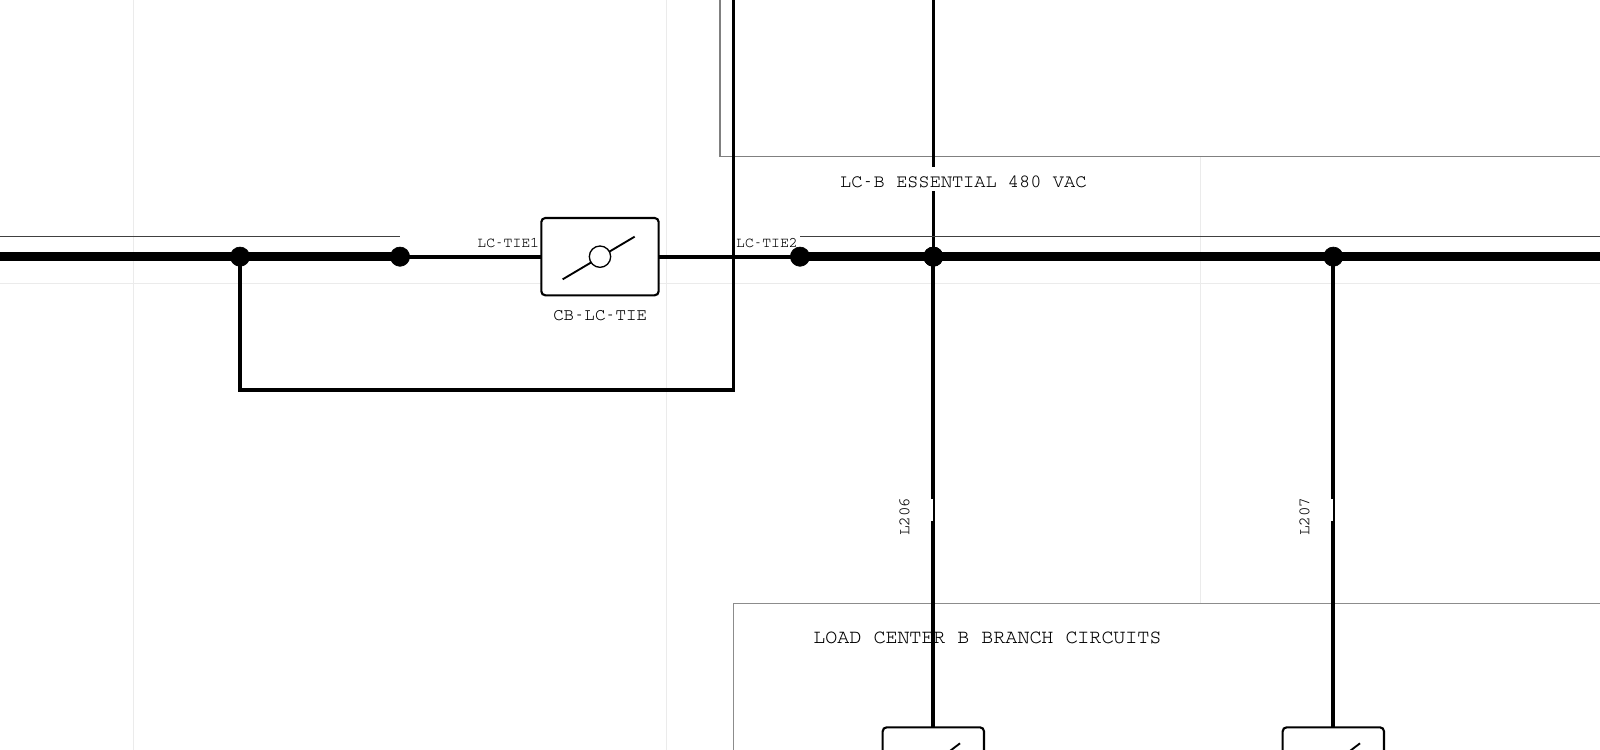 LC-B ESSENTIAL 480 VAC
LC-TIE1
LC-TIE2
CB-LC-TIE
L206
L207
LOAD CENTER B BRANCH CIRCUITS